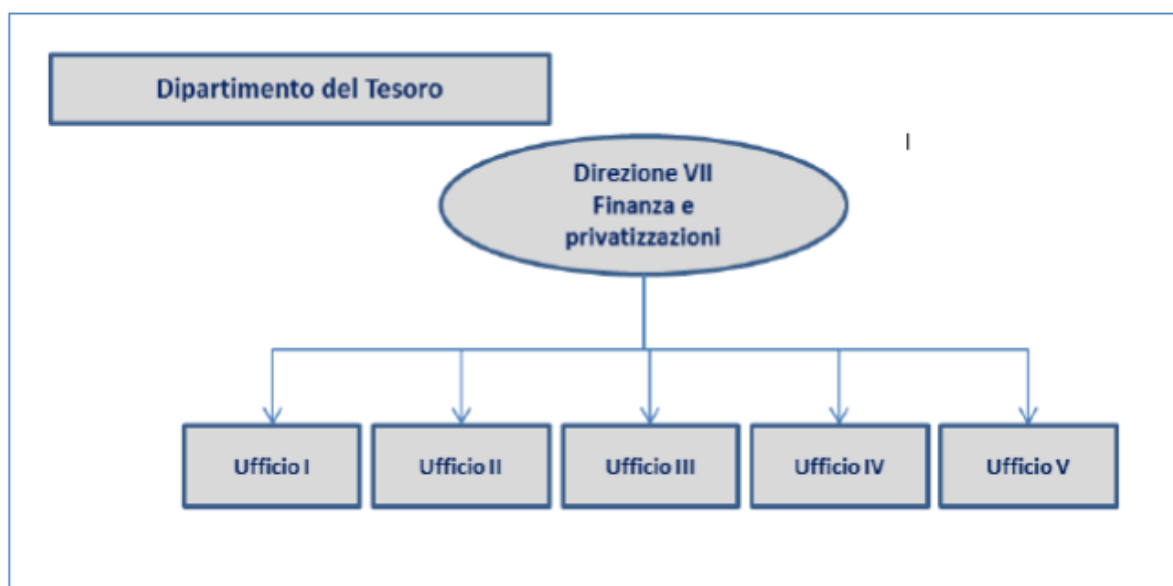 Dipartimento del Tesoro
Direzione VII
Finanza e
privatizzazioni
Ufficio I
Ufficio II
Ufficio III
Ufficio IV
Ufficio V